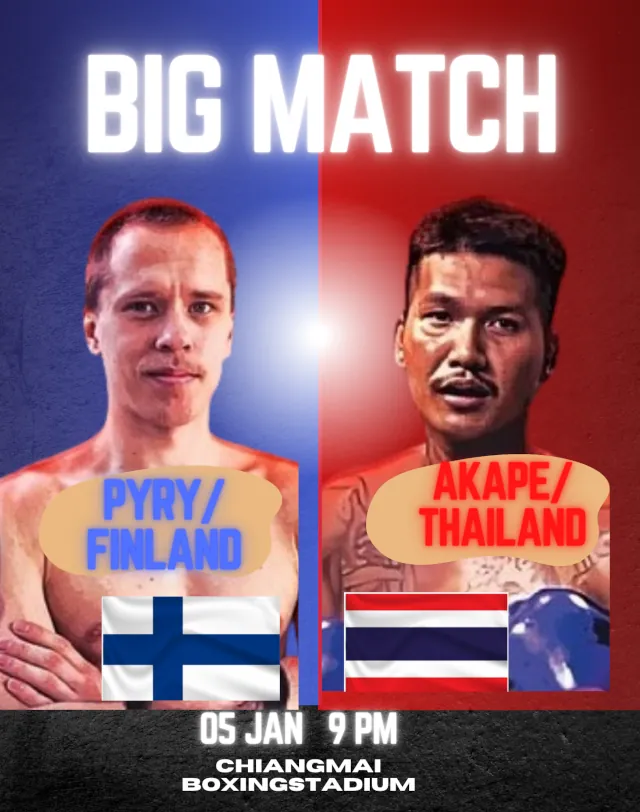 BIG MATCH
PYRY/
FINLAND
AKAPE/
THAILAND
05 JAN 9 PM
CHIANGMAI
BOXINGSTADIUM